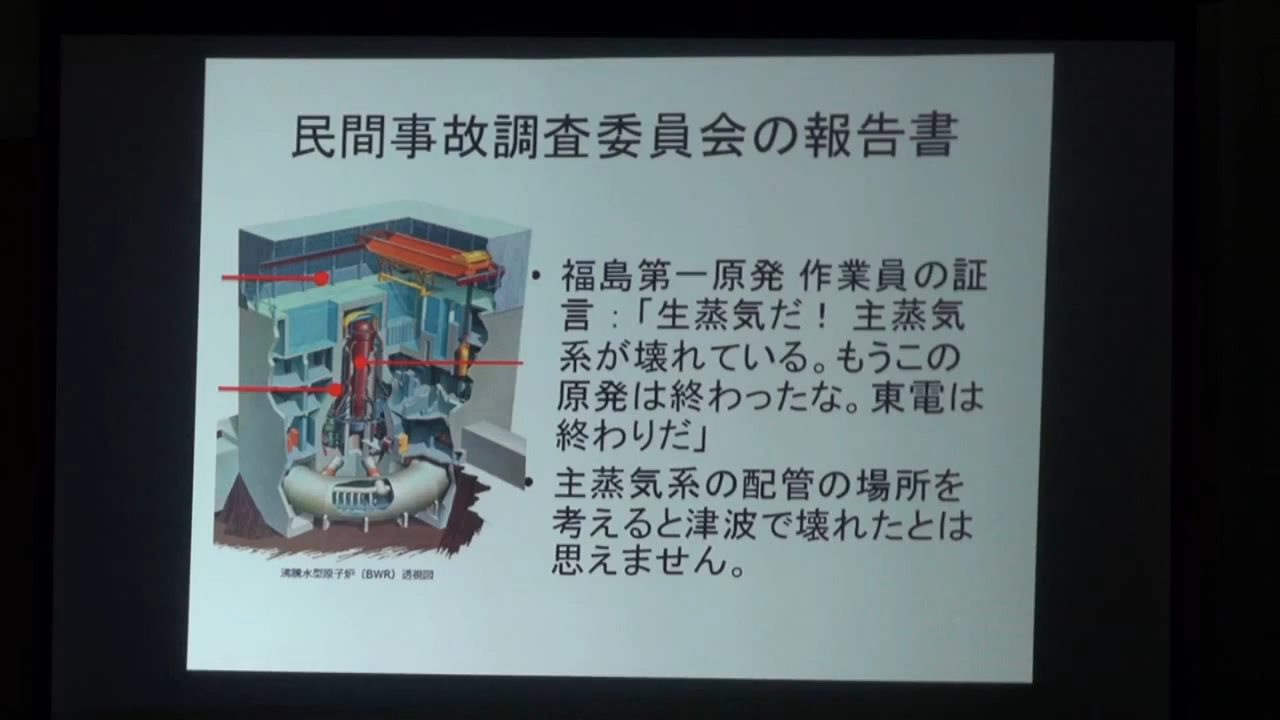 民間事故調査委員会の報告書
• 福島第一原発 作業員の証
言：「生蒸気だ！ 主蒸気
系が壊れている。もうこの
原発は終わったな。東電は
終わりだ」
• 主蒸気系の配管の場所を
考えると津波で壊れたとは
思えません。
沸騰水型原子炉（BWR）透視図